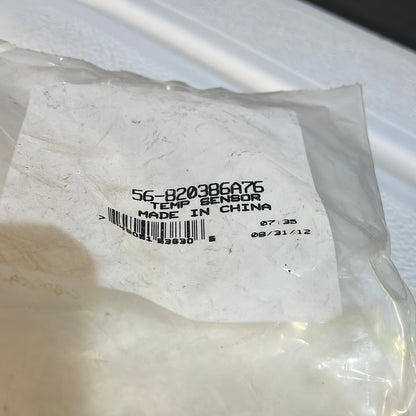 56-820386A76
TEMP SENSOR
MADE IN CHINA
07:35
08/31/12